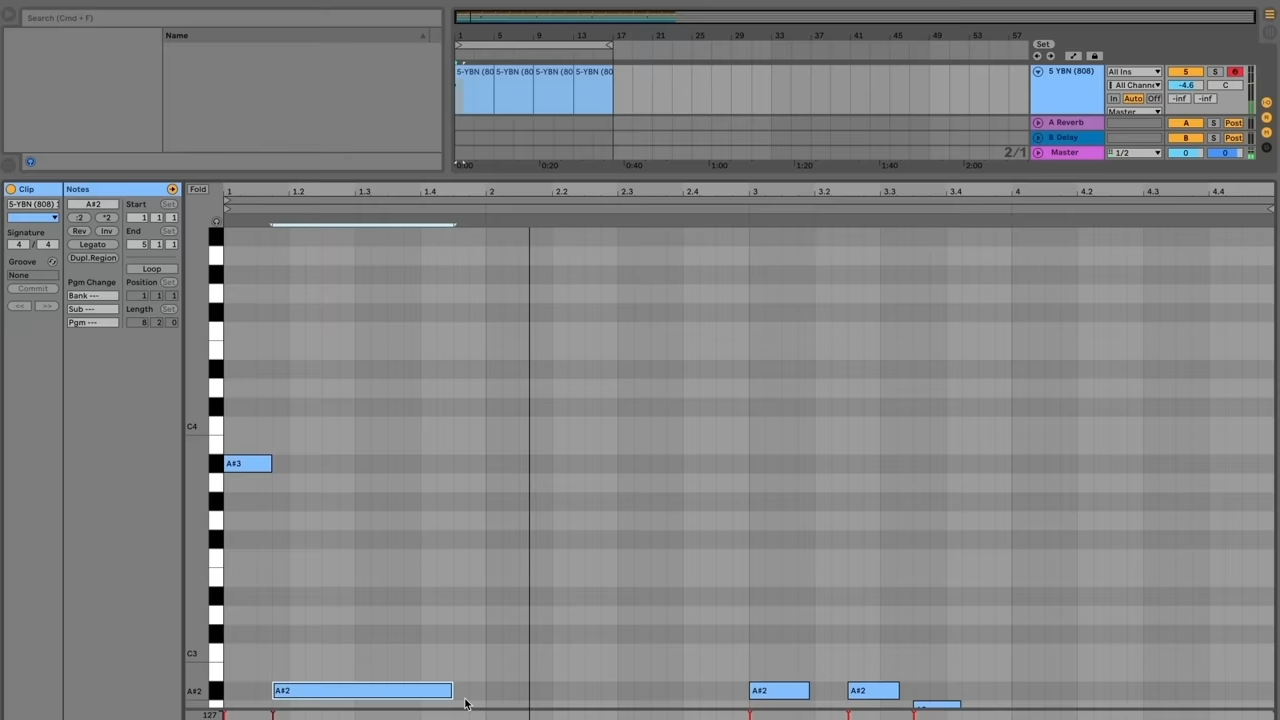 Search (Cmd + F)
Name
1 5 9 13 17 21 25 29 33 37 41 45 49 53 57
Set
5-YBN (80 5-YBN (80 5-YBN (80 5-YBN (80
5 YBN (808) All Ins 5 S
All Channe -4.6 C
In Auto Off -inf -inf
Master
A Reverb A S Post
B Delay B S Post
2/1 Master 1/2 0 0
0:00 0:20 0:40 1:00 1:20 1:40 2:00
Clip Notes Fold 1 1.2 1.3 1.4 2 2.2 2.3 2.4 3 3.2 3.3 3.4 4 4.2 4.3 4.4
5-YBN (808) A#2 Start Set
:2 *2 1 1 1
Signature Rev Inv End Set
4 / 4 Legato 5 1 1
Groove Dupl.Region
None Loop
Commit Pgm Change Position Set
<< >> Bank --- 1 1 1
Sub --- Length Set
Pgm --- 8 2 0
C4
A#3
C3
A#2 A#2 A#2 A#2
127